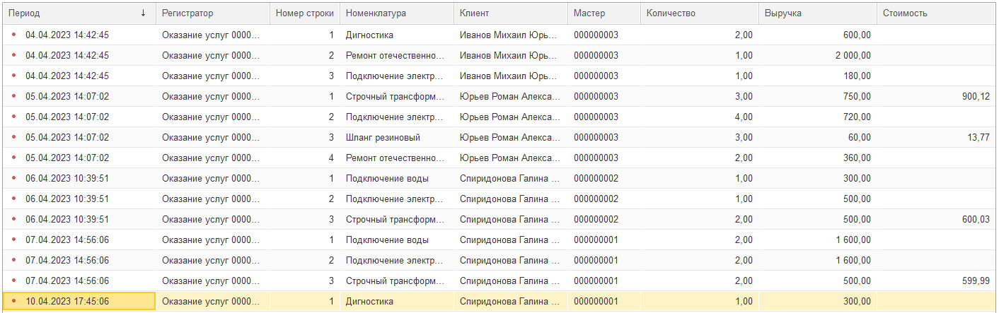 Период ↓ Регистратор Номер строки Номенклатура Клиент Мастер Количество Выручка Стоимость
04.04.2023 14:42:45 Оказание услуг 0000... 1 Дигностика Иванов Михаил Юрь... 000000003 2,00 600,00
04.04.2023 14:42:45 Оказание услуг 0000... 2 Ремонт отечественно... Иванов Михаил Юрь... 000000003 1,00 2 000,00
04.04.2023 14:42:45 Оказание услуг 0000... 3 Подключение электр... Иванов Михаил Юрь... 000000003 1,00 180,00
05.04.2023 14:07:02 Оказание услуг 0000... 1 Строчный трансформ... Юрьев Роман Алекса... 000000003 3,00 750,00 900,12
05.04.2023 14:07:02 Оказание услуг 0000... 2 Подключение электр... Юрьев Роман Алекса... 000000003 4,00 720,00
05.04.2023 14:07:02 Оказание услуг 0000... 3 Шланг резиновый Юрьев Роман Алекса... 000000003 3,00 60,00 13,77
05.04.2023 14:07:02 Оказание услуг 0000... 4 Ремонт отечественно... Юрьев Роман Алекса... 000000003 2,00 360,00
06.04.2023 10:39:51 Оказание услуг 0000... 1 Подключение воды Спиридонова Галина ... 000000002 1,00 300,00
06.04.2023 10:39:51 Оказание услуг 0000... 2 Подключение электр... Спиридонова Галина ... 000000002 1,00 500,00
06.04.2023 10:39:51 Оказание услуг 0000... 3 Строчный трансформ... Спиридонова Галина ... 000000002 2,00 500,00 600,03
07.04.2023 14:56:06 Оказание услуг 0000... 1 Подключение воды Спиридонова Галина ... 000000001 2,00 1 600,00
07.04.2023 14:56:06 Оказание услуг 0000... 2 Подключение электр... Спиридонова Галина ... 000000001 2,00 1 600,00
07.04.2023 14:56:06 Оказание услуг 0000... 3 Строчный трансформ... Спиридонова Галина ... 000000001 2,00 500,00 599,99
10.04.2023 17:45:06 Оказание услуг 0000... 1 Дигностика Спиридонова Галина ... 000000001 1,00 300,00